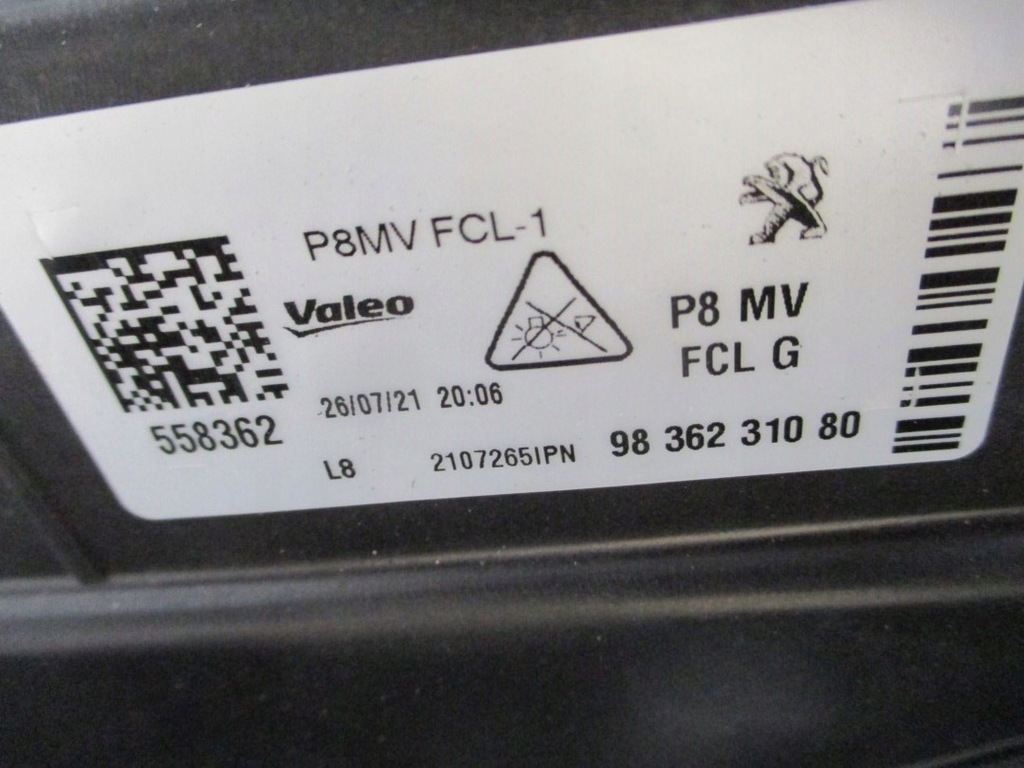 P8MV FCL-1
Valeo
P8 MV
FCL G
26/07/21 20:06
558362
L8
2107265IPN
98 362 310 80